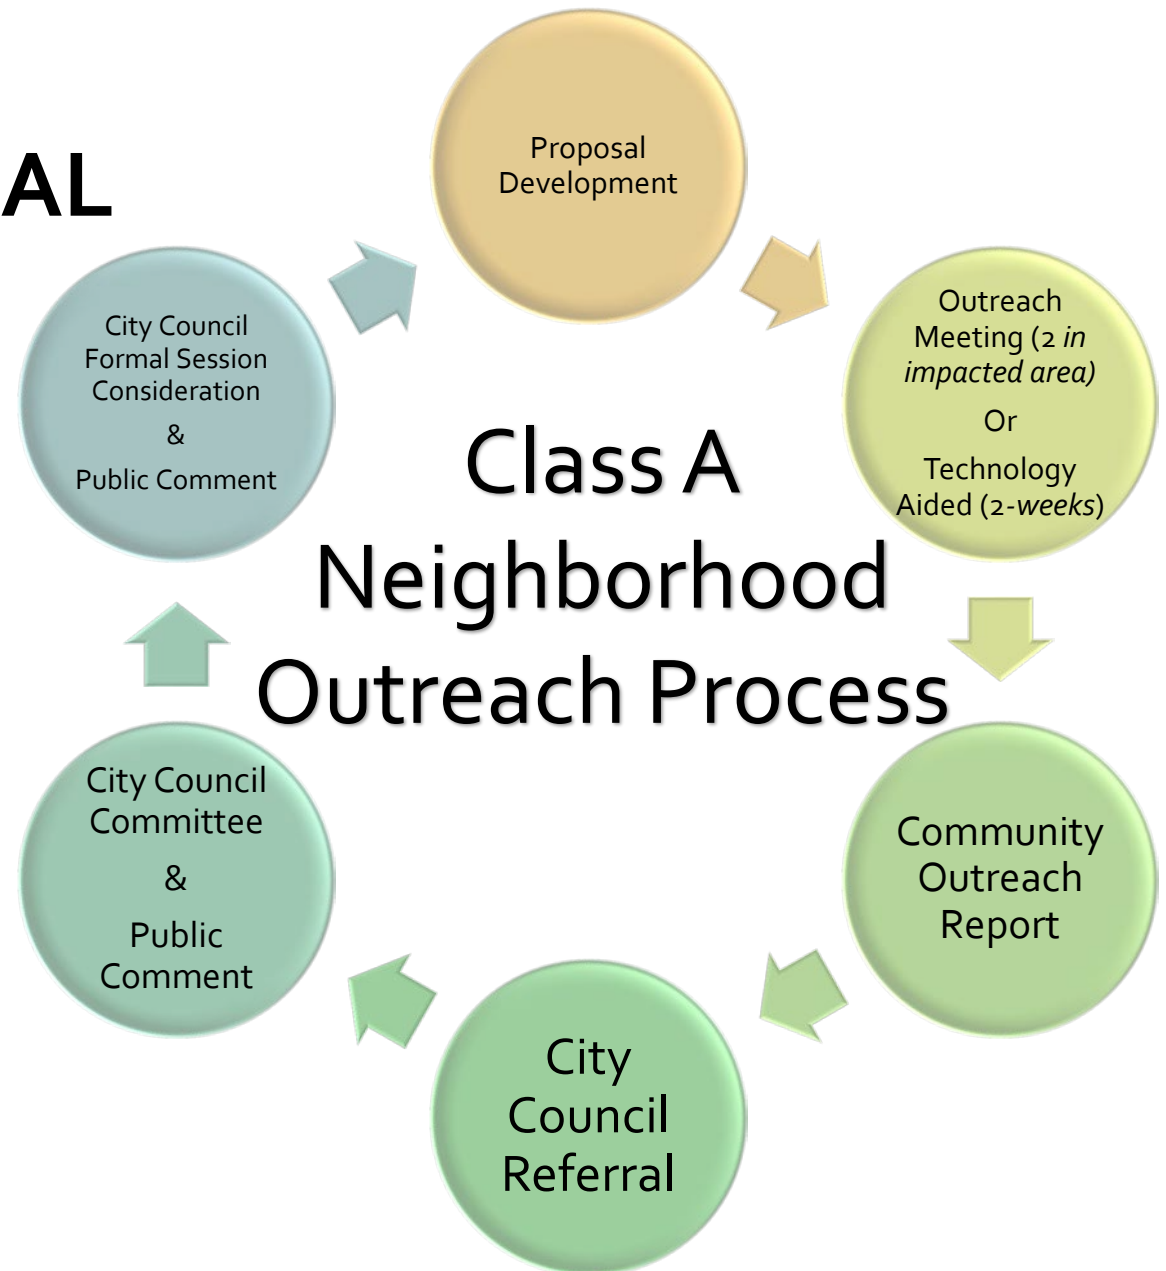 AL
Proposal
Development
Outreach
Meeting (2 in
impacted area)
Or
Technology
Aided (2-weeks)
Community
Outreach
Report
City
Council
Referral
City Council
Committee
&
Public
Comment
City Council
Formal Session
Consideration
&
Public Comment
Class A
Neighborhood
Outreach Process